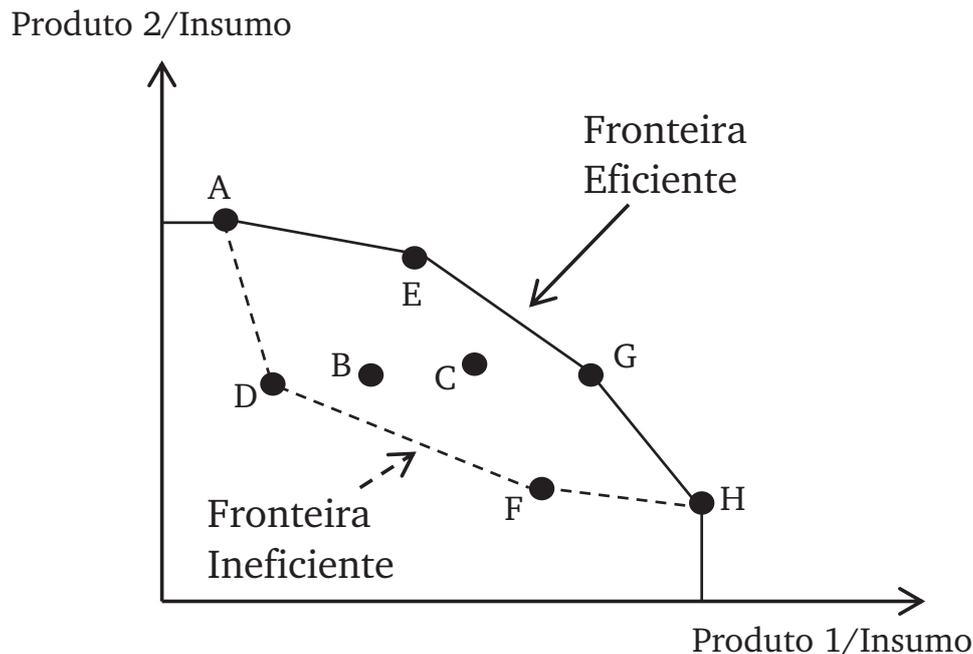 Produto 2/Insumo
Fronteira
Eficiente
A
E
G
B
C
D
H
F
Fronteira
Ineficiente
Produto 1/Insumo